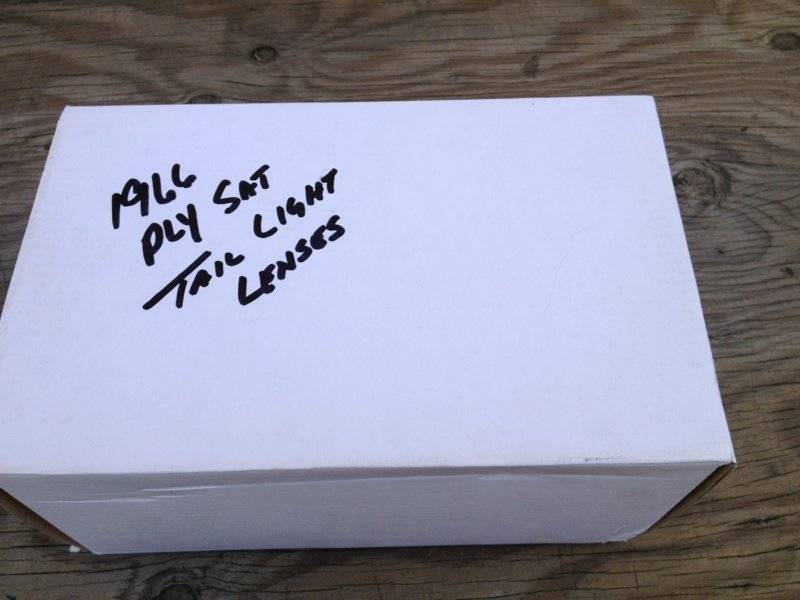 1966
PLY SAT
TAIL LIGHT
LENSES